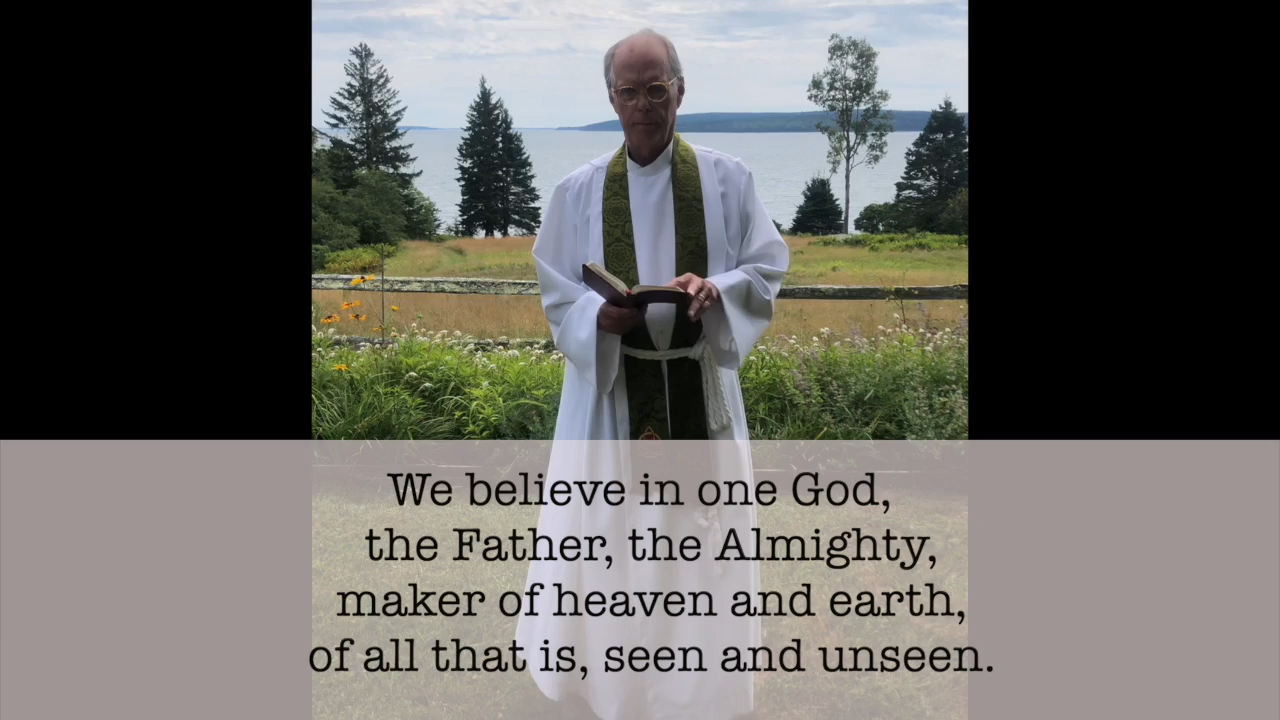 We believe in one God,
the Father, the Almighty,
maker of heaven and earth,
of all that is, seen and unseen.